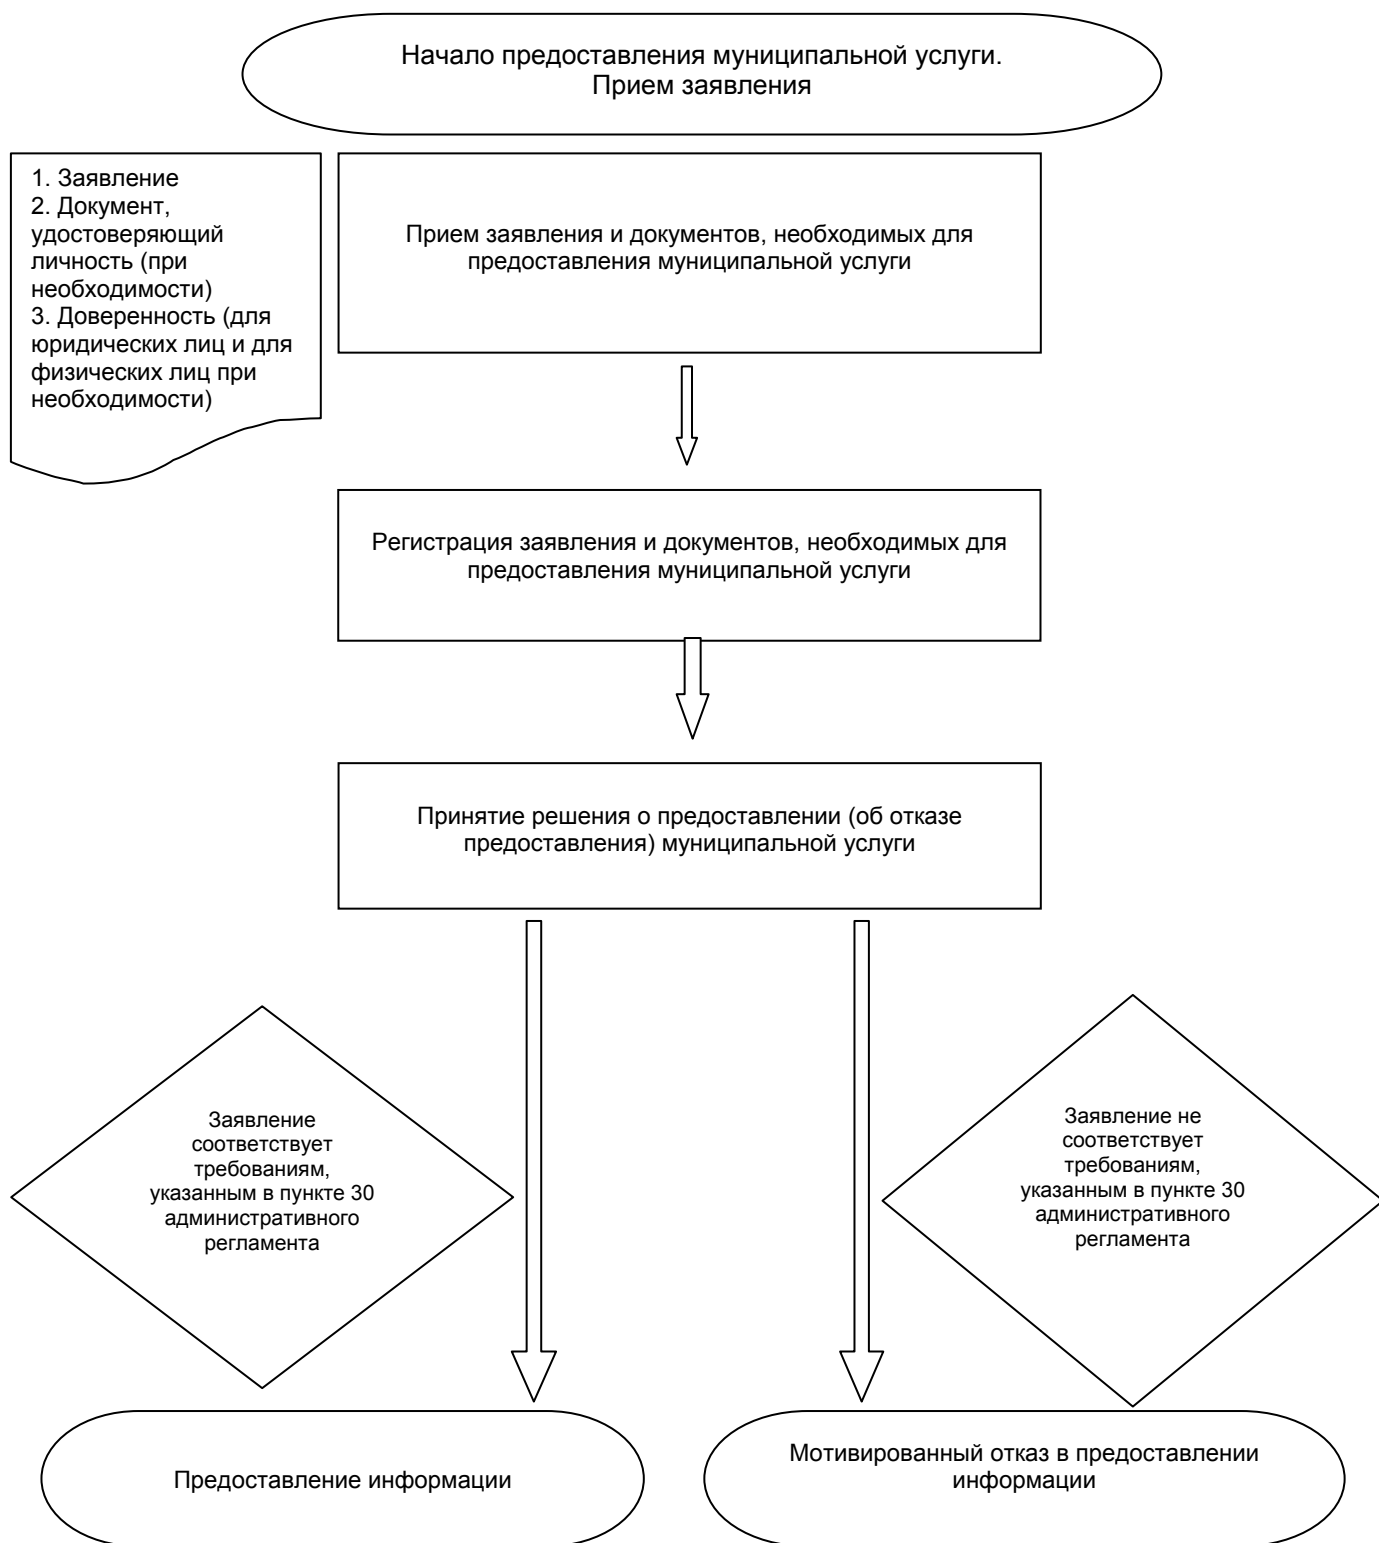 Начало предоставления муниципальной услуги.
Прием заявления
1. Заявление
2. Документ,
удостоверяющий
личность (при
необходимости)
3. Доверенность (для
юридических лиц и для
физических лиц при
необходимости)
Прием заявления и документов, необходимых для
предоставления муниципальной услуги
Регистрация заявления и документов, необходимых для
предоставления муниципальной услуги
Принятие решения о предоставлении (об отказе
предоставления) муниципальной услуги
Заявление
соответствует
требованиям,
указанным в пункте 30
административного
регламента
Заявление не
соответствует
требованиям,
указанным в пункте 30
административного
регламента
Предоставление информации
Мотивированный отказ в предоставлении
информации